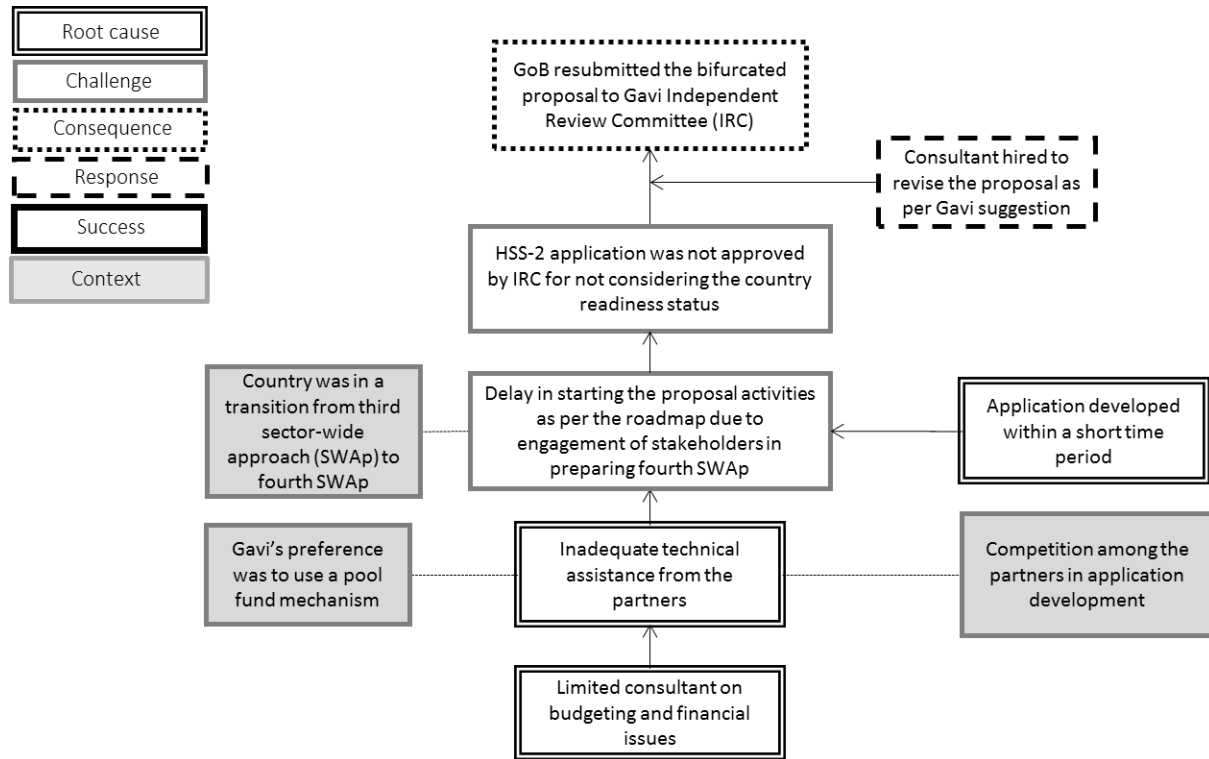 Root cause
Challenge
Consequence
Response
Success
Context
GoB resubmitted the bifurcated
proposal to Gavi Independent
Review Committee (IRC)
Consultant hired to
revise the proposal as
per Gavi suggestion
HSS-2 application was not approved
by IRC for not considering the country
readiness status
Country was in a
transition from third
sector-wide
approach (SWAp) to
fourth SWAp
Delay in starting the proposal activities
as per the roadmap due to
engagement of stakeholders in
preparing fourth SWAp
Application developed
within a short time
period
Gavi’s preference
was to use a pool
fund mechanism
Inadequate technical
assistance from the
partners
Competition among the
partners in application
development
Limited consultant on
budgeting and financial
issues